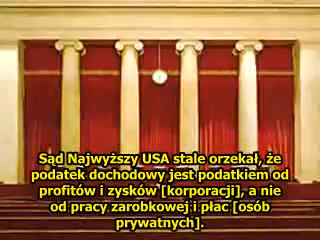 Sąd Najwyższy USA stale orzekał, że
podatek dochodowy jest podatkiem od
profitów i zysków [korporacji], a nie
od pracy zarobkowej i płac [osób
prywatnych].